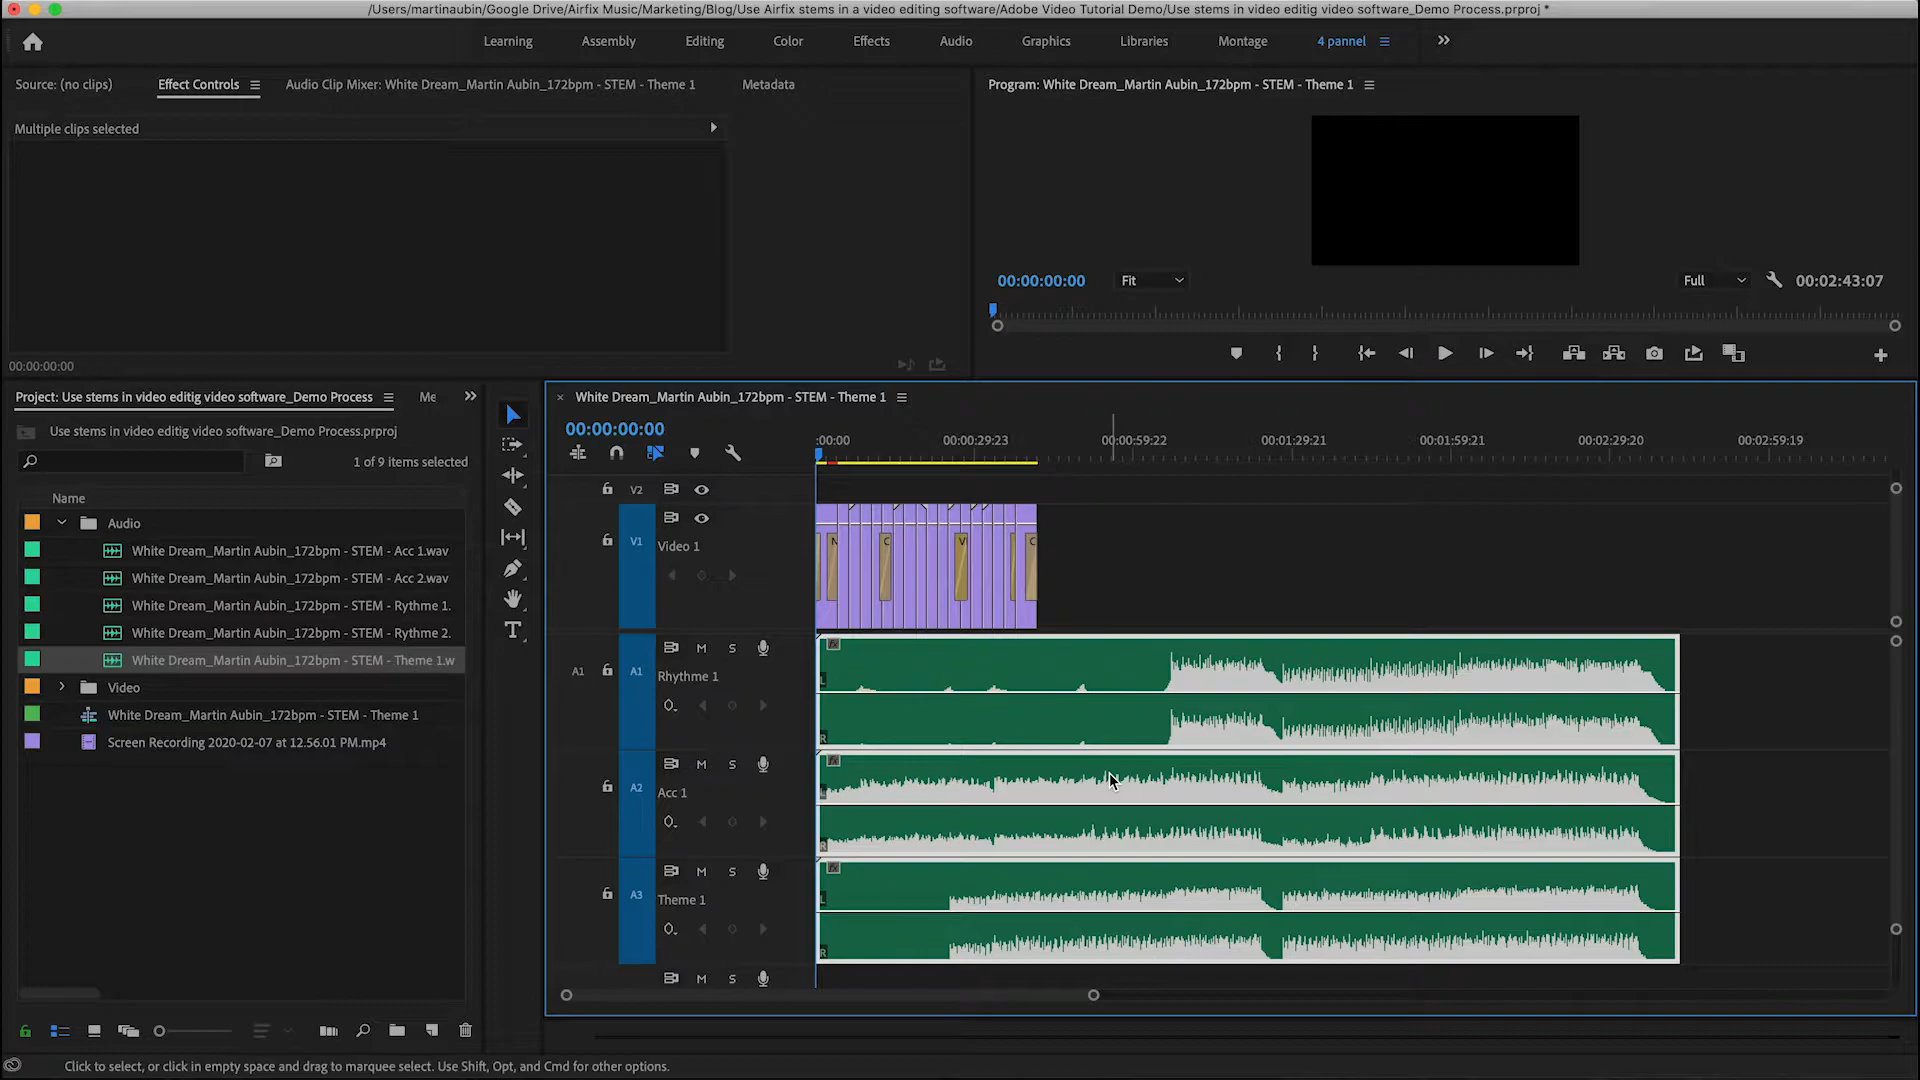 /Users/martinaubin/Google Drive/Airfix Music/Marketing/Blog/Use Airfix stems in a video editing software/Adobe Video Tutorial Demo/Use stems in video editig video software_Demo Process.prproj *
Learning Assembly Editing Color Effects Audio Graphics Libraries Montage 4 pannel
Source: (no clips) Effect Controls Audio Clip Mixer: White Dream_Martin Aubin_172bpm - STEM - Theme 1 Metadata
Multiple clips selected
00:00:00:00
Program: White Dream_Martin Aubin_172bpm - STEM - Theme 1
00:00:00:00 Fit Full 00:02:43:07
Project: Use stems in video editig video software_Demo Process Me
Use stems in video editig video software_Demo Process.prproj
1 of 9 items selected
Name
Audio
White Dream_Martin Aubin_172bpm - STEM - Acc 1.wav
White Dream_Martin Aubin_172bpm - STEM - Acc 2.wav
White Dream_Martin Aubin_172bpm - STEM - Rythme 1.
White Dream_Martin Aubin_172bpm - STEM - Rythme 2.
White Dream_Martin Aubin_172bpm - STEM - Theme 1.w
Video
White Dream_Martin Aubin_172bpm - STEM - Theme 1
Screen Recording 2020-02-07 at 12.56.01 PM.mp4
White Dream_Martin Aubin_172bpm - STEM - Theme 1
00:00:00:00
:00:00 00:00:29:23 00:00:59:22 00:01:29:21 00:01:59:21 00:02:29:20 00:02:59:19
V2
V1 Video 1
N C V C
A1 A1 M S
Rhythme 1
fx L R
A2 M S
Acc 1
fx L R
A3 M S
Theme 1
fx L R
M S
Click to select, or click in empty space and drag to marquee select. Use Shift, Opt, and Cmd for other options.